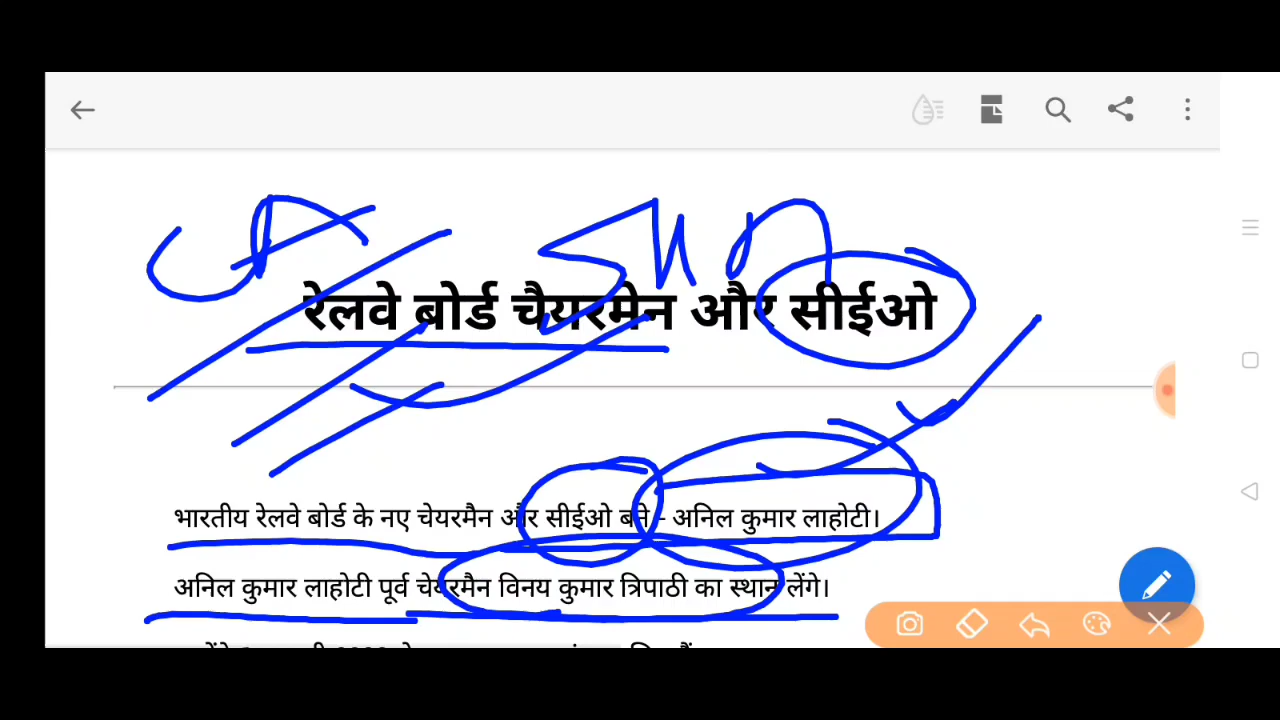 रेलवे बोर्ड चैयरमेन और सीईओ
भारतीय रेलवे बोर्ड के नए चेयरमैन और सीईओ बने - अनिल कुमार लाहोटी।
अनिल कुमार लाहोटी पूर्व चेयरमैन विनय कुमार त्रिपाठी का स्थान लेंगे।